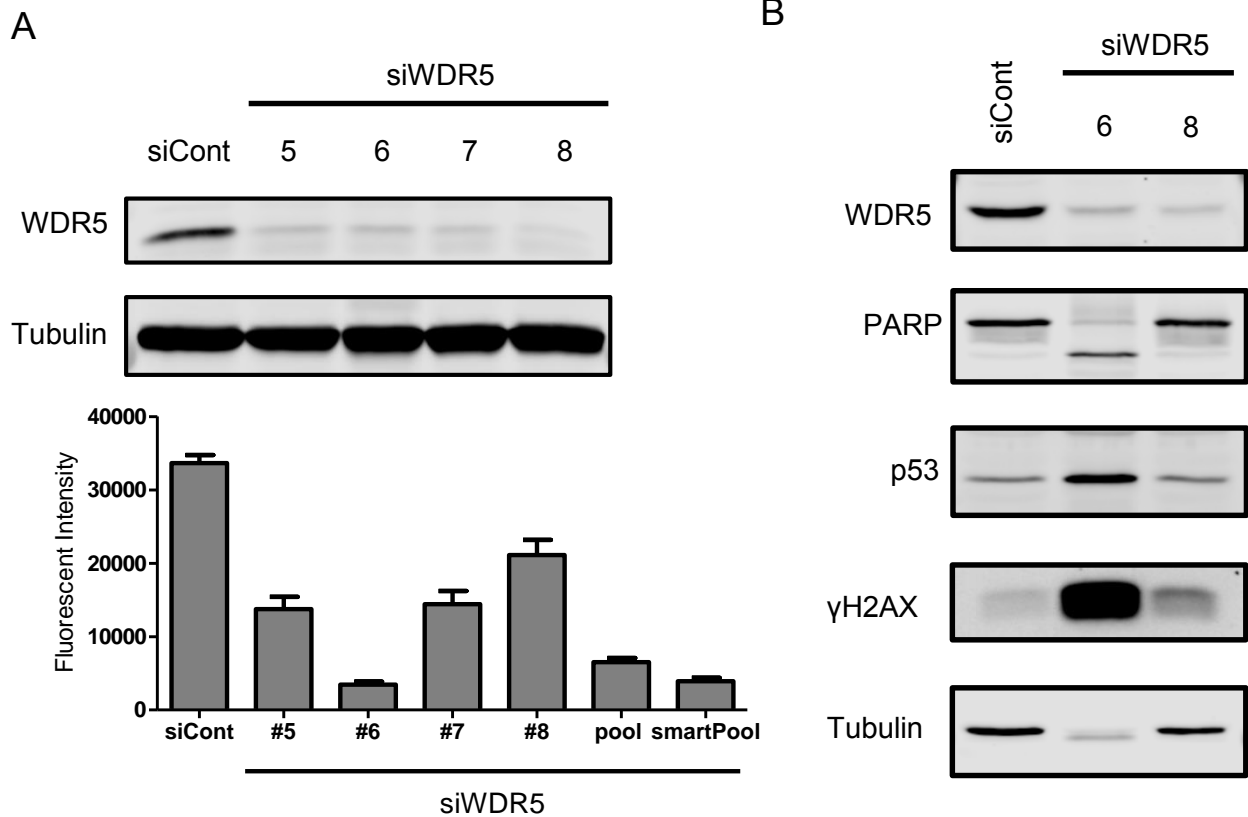 A
siWDR5
siCont 5 6 7 8
WDR5
Tubulin
40000
30000
20000
10000
0
Fluorescent Intensity
siCont #5 #6 #7 #8 pool smartPool
siWDR5
B
siWDR5
siCont 6 8
WDR5
PARP
p53
γH2AX
Tubulin